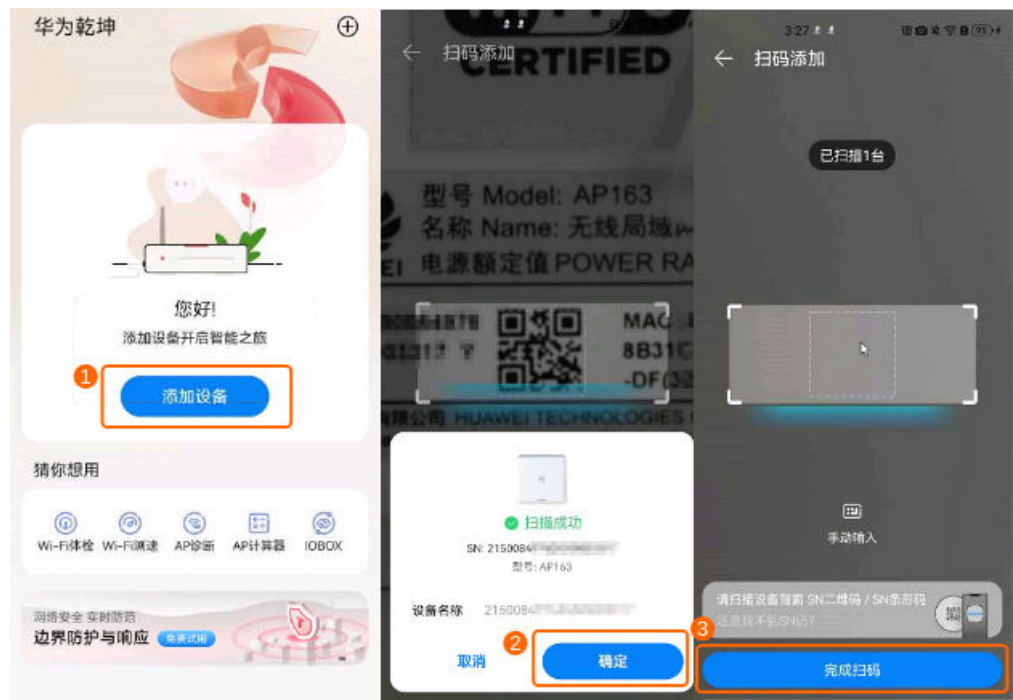 华为乾坤
您好!
添加设备开启智能之旅
1
添加设备
猜你想用
Wi-Fi体检
Wi-Fi测速
AP诊断
AP计算器
IOBOX
网络安全 实时防范
边界防护与响应
免费试用
扫码添加
CERTIFIED
型号 Model: AP163
名称 Name: 无线局域
电源额定值 POWER RA
EI
MAC
8B31C
-DF(3
有限公司 HUAWEI TECHNOLOGIES
扫描成功
SN: 2150084
型号: AP163
设备名称 2150084
2
取消
确定
3:27
扫码添加
已扫描1台
手动输入
请扫描设备背面 SN二维码 / SN条形码
还是找不到SN码?
3
完成扫码